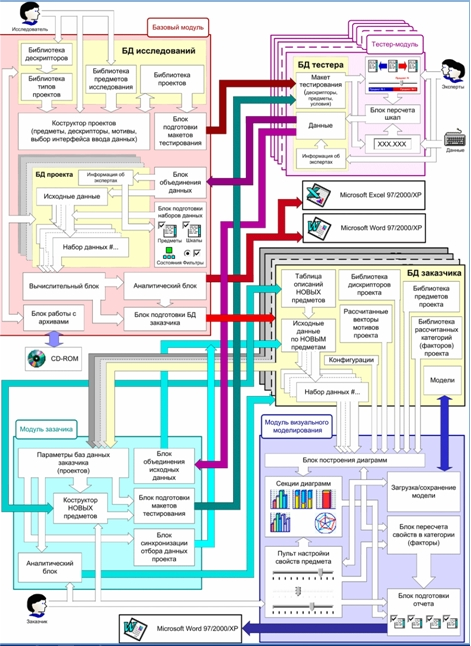 Исследователь
Базовый модуль
БД исследований
Библиотека
дескрипторов
Библиотека
типов
проектов
Библиотека
предметов
исследования
Библиотека
проектов
Коструктор проектов
(предметы, дескрипторы, мотивы,
выбор интерфейса ввода данных)
Блок
подготовки
макетов
тестирования
БД проекта
Информация об
экспертах
Исходные данные
Набор данных #...
Блок
объединения
данных
Блок подготовки
наборов данных
Предметы
Шкалы
Состояния
Фильтры
Вычислительный блок
Аналитический блок
Блок работы с
архивами
Блок подготовки БД
заказчика
CD-ROM
Тестер-модуль
БД тестера
Макет
тестирования
(дескрипторы,
предметы,
условия)
Данные
Информация об
экспертах
Блок перечета
шкал
XXX.XXX
Эксперты
Данные
Microsoft Excel 97/2000/XP
Microsoft Word 97/2000/XP
БД заказчика
Таблица
описаний
НОВЫХ
предметов
Библиотека
дескрипторов
проекта
Библиотека
предметов
проекта
Исходные
данные
по НОВЫМ
предметам
Рассчитанные
векторы
мотивов
проекта
Библиотека
рассчитанных
категорий
(факторов)
проекта
Конфигурации
Набор данных #...
Модели
Модуль зазачика
Параметры баз данных
заказчика
(проектов)
Коструктор
НОВЫХ
предметов
Аналитический
блок
Блок
объединения
исходных
данных
Блок подготовки
макетов
тестирования
Блок
синхронизации
отбора данных
проекта
Заказчик
Модуль визуального
моделирования
Блок построения диаграмм
Секции диаграмм
Пульт настройки
свойств предмета
Загрузка/сохранение
модели
Блок пересчета
свойств в категории
(факторы)
Блок подготовки
отчета
Microsoft Word 97/2000/XP